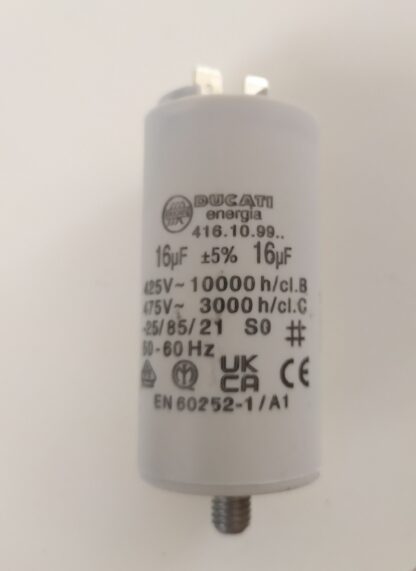 DUCATI
energia
416.10.99..
16µF ±5% 16µF
425V~ 10000 h/cl.B
475V~ 3000 h/cl.C
-25/85/21 S0
50-60 Hz
UK
CA CE
EN 60252-1/A1